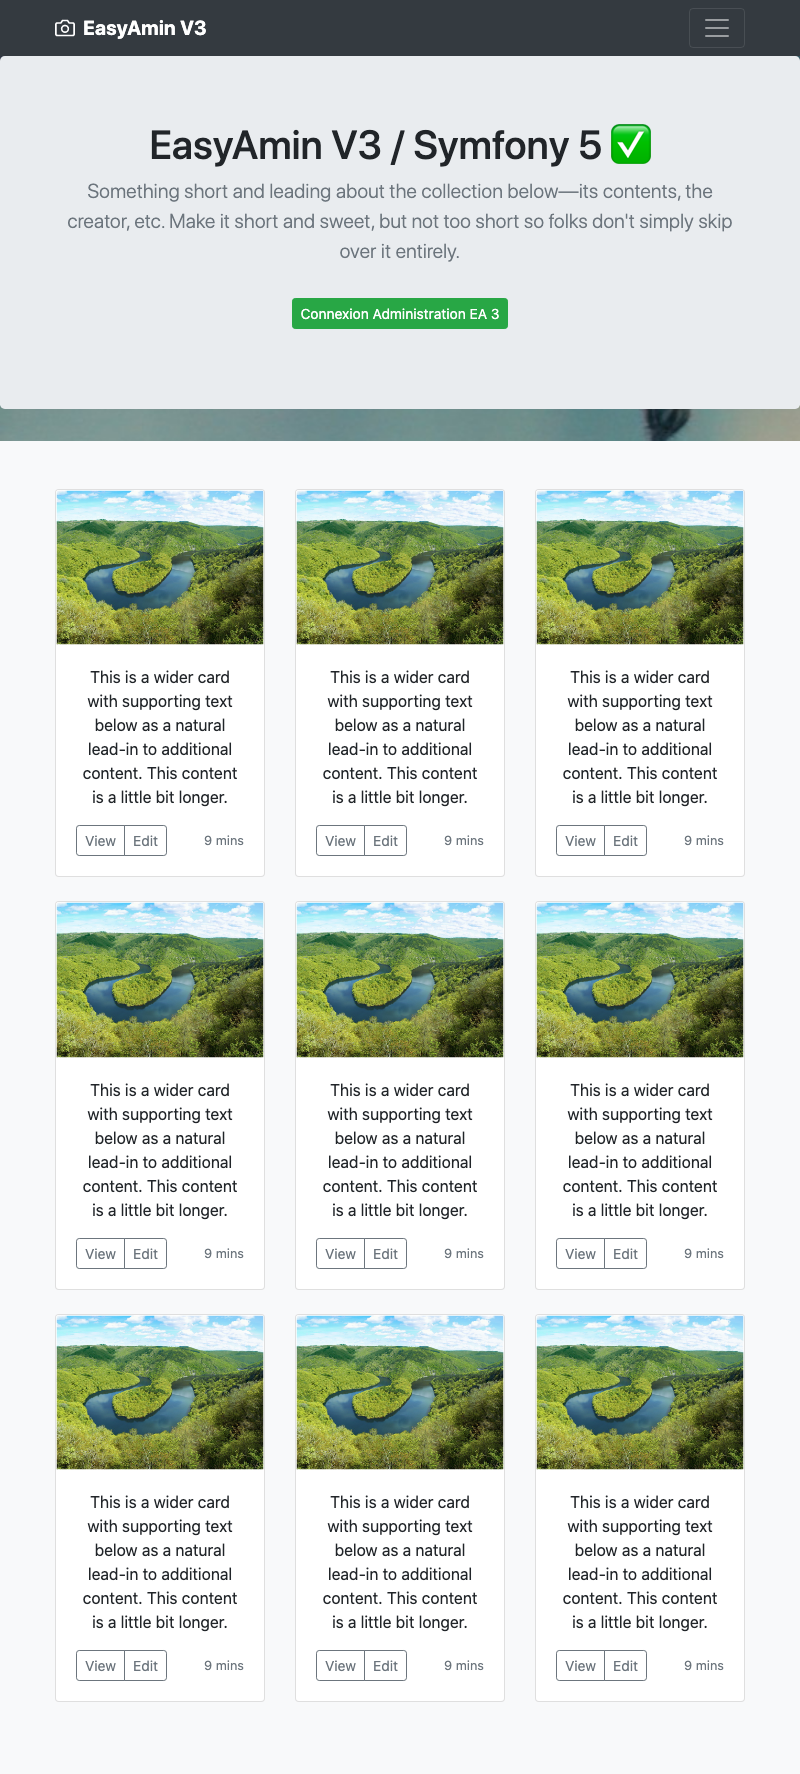 EasyAmin V3
EasyAmin V3 / Symfony 5 ✅
Something short and leading about the collection below—its contents, the
creator, etc. Make it short and sweet, but not too short so folks don't simply skip
over it entirely.
Connexion Administration EA 3
This is a wider card
with supporting text
below as a natural
lead-in to additional
content. This content
is a little bit longer.
View Edit 9 mins
This is a wider card
with supporting text
below as a natural
lead-in to additional
content. This content
is a little bit longer.
View Edit 9 mins
This is a wider card
with supporting text
below as a natural
lead-in to additional
content. This content
is a little bit longer.
View Edit 9 mins
This is a wider card
with supporting text
below as a natural
lead-in to additional
content. This content
is a little bit longer.
View Edit 9 mins
This is a wider card
with supporting text
below as a natural
lead-in to additional
content. This content
is a little bit longer.
View Edit 9 mins
This is a wider card
with supporting text
below as a natural
lead-in to additional
content. This content
is a little bit longer.
View Edit 9 mins
This is a wider card
with supporting text
below as a natural
lead-in to additional
content. This content
is a little bit longer.
View Edit 9 mins
This is a wider card
with supporting text
below as a natural
lead-in to additional
content. This content
is a little bit longer.
View Edit 9 mins
This is a wider card
with supporting text
below as a natural
lead-in to additional
content. This content
is a little bit longer.
View Edit 9 mins